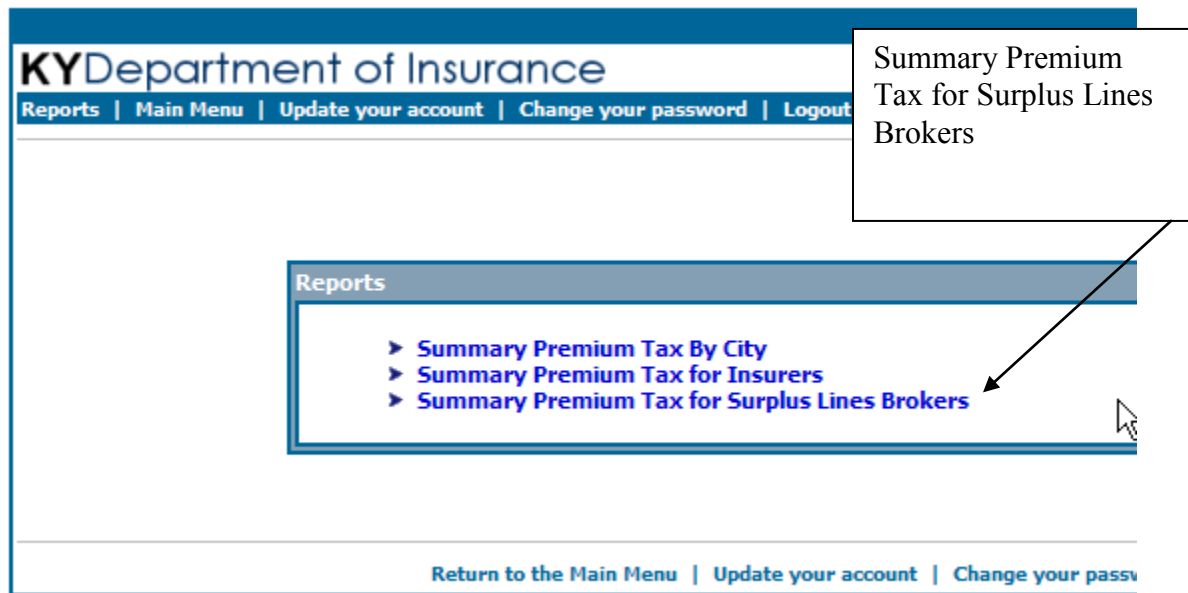 KYDepartment of Insurance
Reports | Main Menu | Update your account | Change your password | Logout
Summary Premium
Tax for Surplus Lines
Brokers
Reports
Summary Premium Tax By City
Summary Premium Tax for Insurers
Summary Premium Tax for Surplus Lines Brokers
Return to the Main Menu | Update your account | Change your